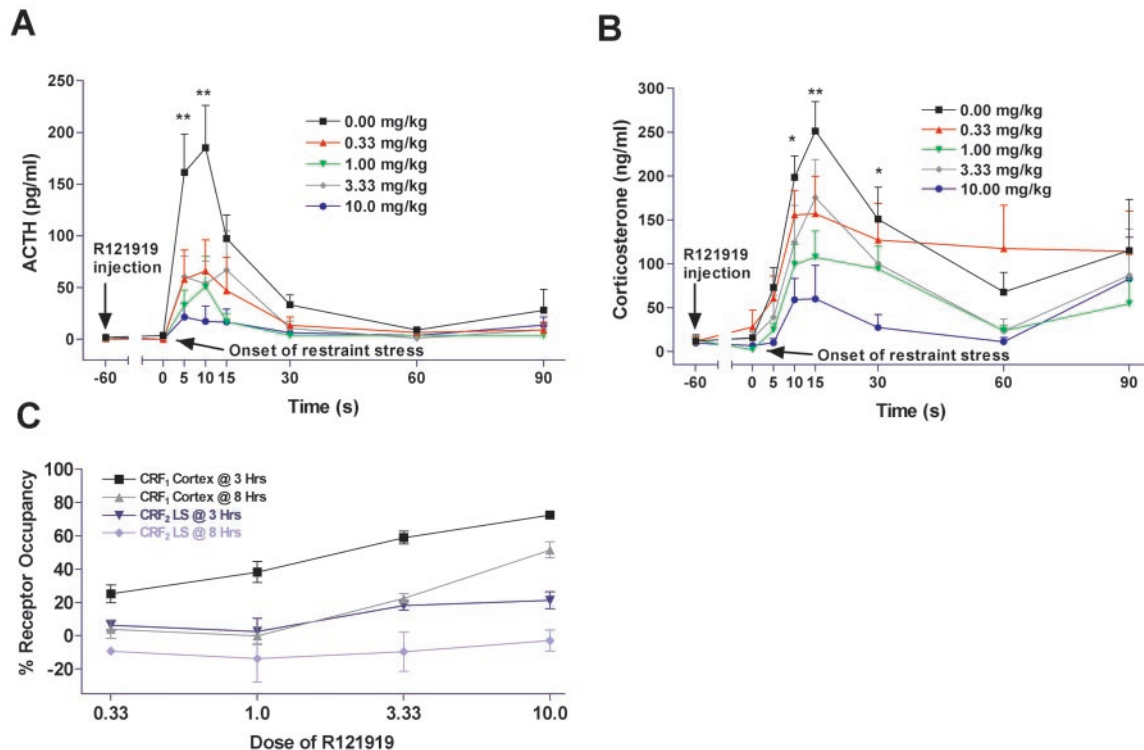 A
250
200
150
100
50
0
ACTH (pg/ml)
**
**
0.00 mg/kg
0.33 mg/kg
1.00 mg/kg
3.33 mg/kg
10.0 mg/kg
R121919
injection
Onset of restraint stress
-60
0
5
10
15
30
60
90
Time (s)
B
300
250
200
150
100
50
0
Corticosterone (ng/ml)
*
**
*
0.00 mg/kg
0.33 mg/kg
1.00 mg/kg
3.33 mg/kg
10.00 mg/kg
R121919
injection
Onset of restraint stress
-60
0
5
10
15
30
60
90
Time (s)
C
100
80
60
40
20
0
-20
% Receptor Occupancy
CRF₁ Cortex @ 3 Hrs
CRF₁ Cortex @ 8 Hrs
CRF₂ LS @ 3 Hrs
CRF₂ LS @ 8 Hrs
0.33
1.0
3.33
10.0
Dose of R121919